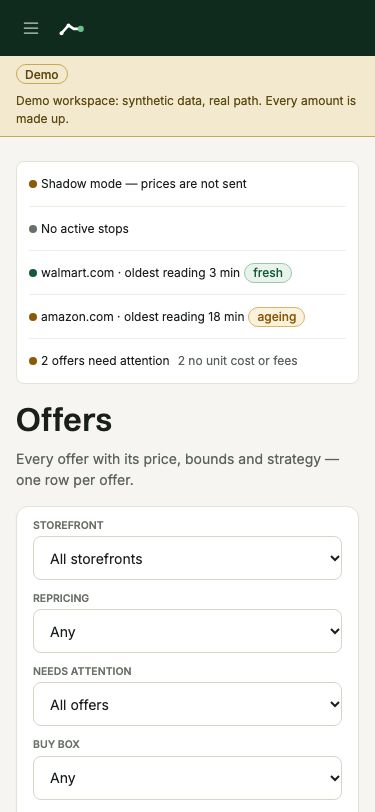 Demo
Demo workspace: synthetic data, real path. Every amount is
made up.
Shadow mode — prices are not sent
No active stops
walmart.com · oldest reading 3 min fresh
amazon.com · oldest reading 18 min ageing
2 offers need attention 2 no unit cost or fees
Offers
Every offer with its price, bounds and strategy —
one row per offer.
STOREFRONT
All storefronts
REPRICING
Any
NEEDS ATTENTION
All offers
BUY BOX
Any